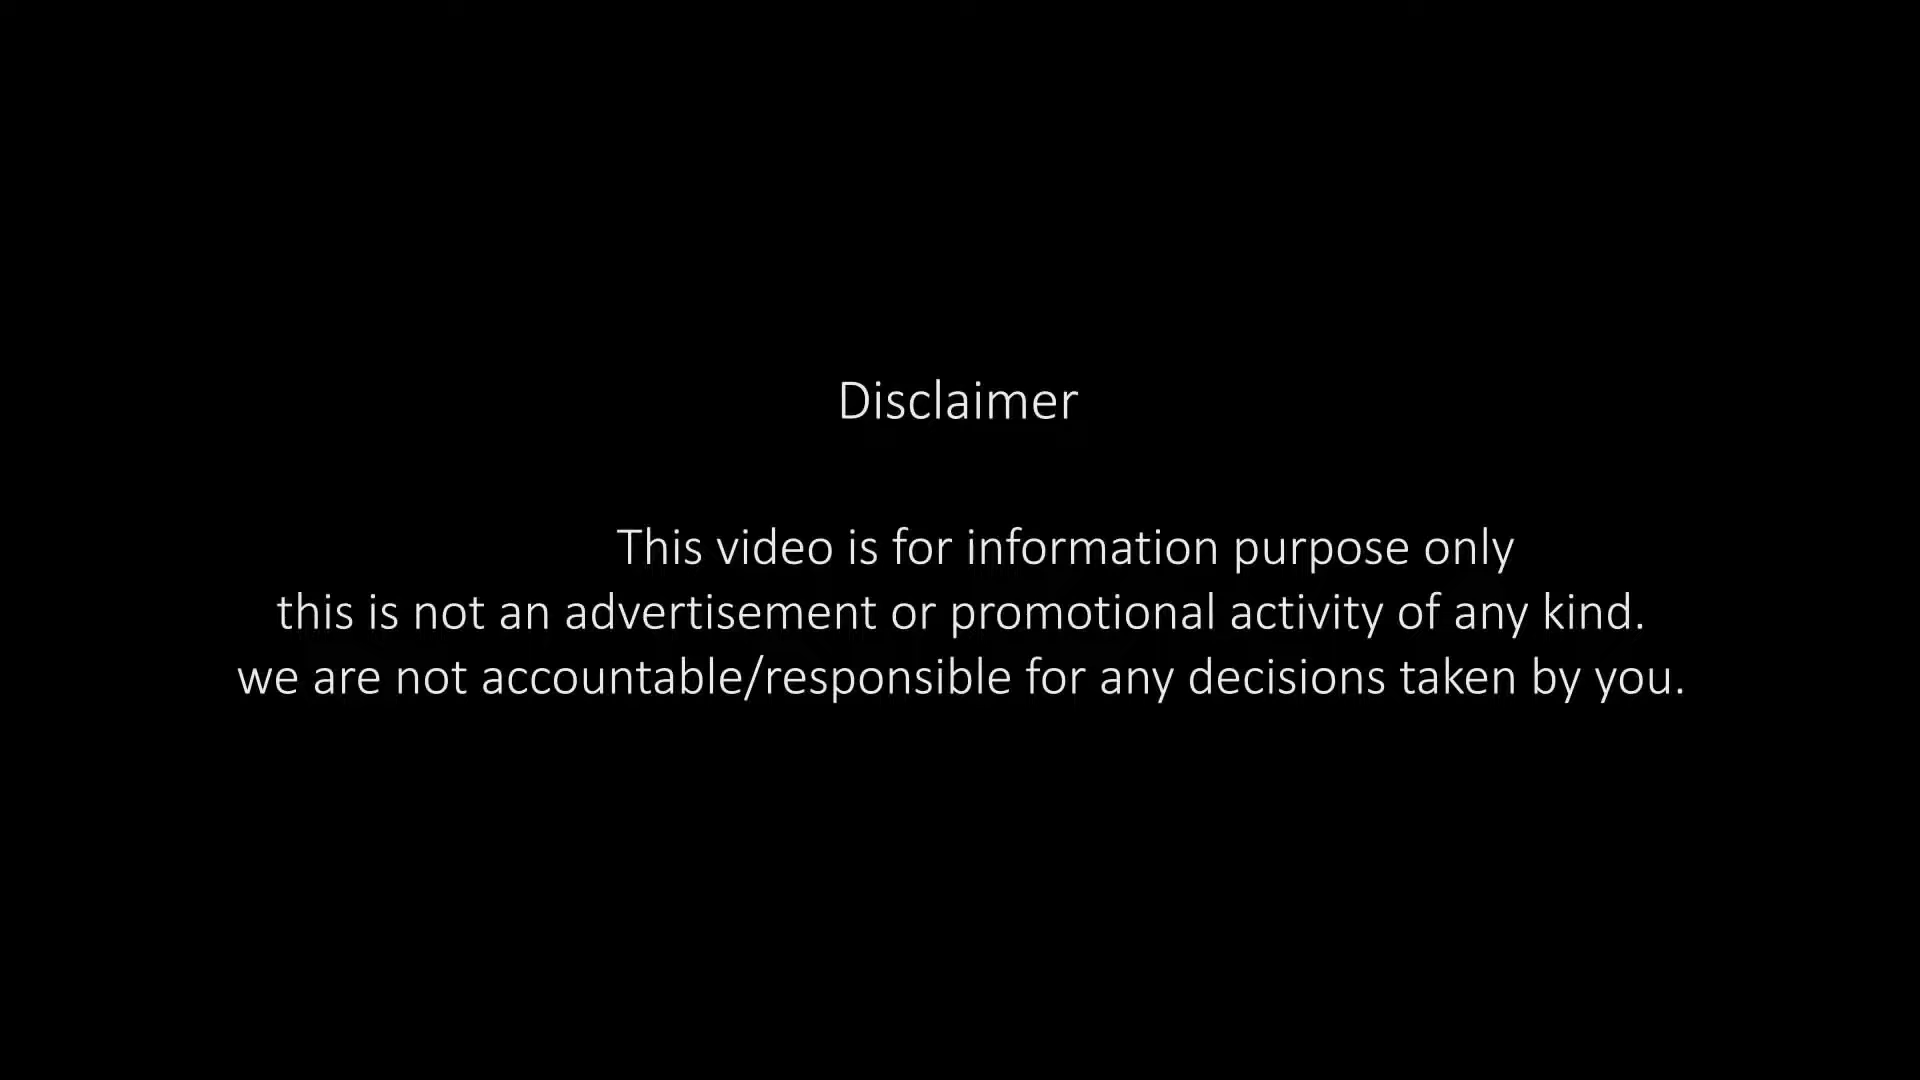 Disclaimer
This video is for information purpose only
this is not an advertisement or promotional activity of any kind.
we are not accountable/responsible for any decisions taken by you.